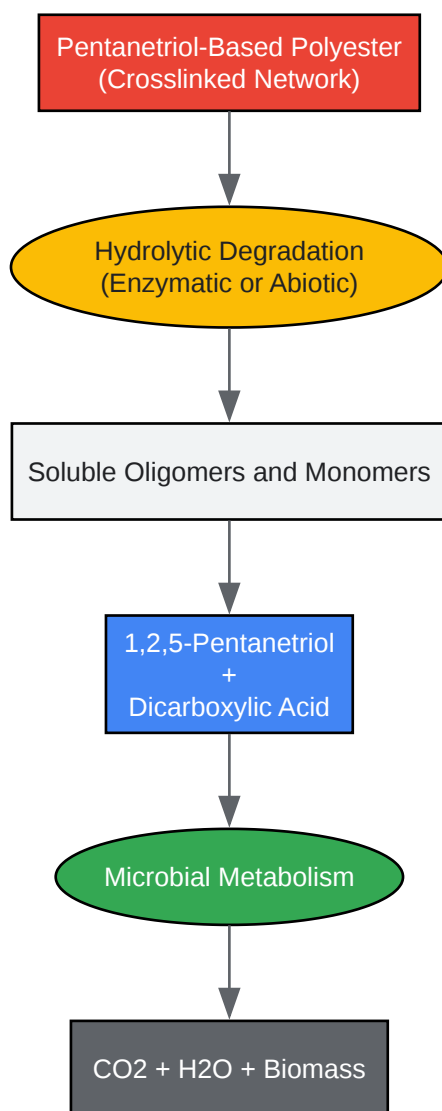 Pentanetriol-Based Polyester
(Crosslinked Network)
Hydrolytic Degradation
(Enzymatic or Abiotic)
Soluble Oligomers and Monomers
1,2,5-Pentanetriol
+
Dicarboxylic Acid
Microbial Metabolism
CO2 + H2O + Biomass